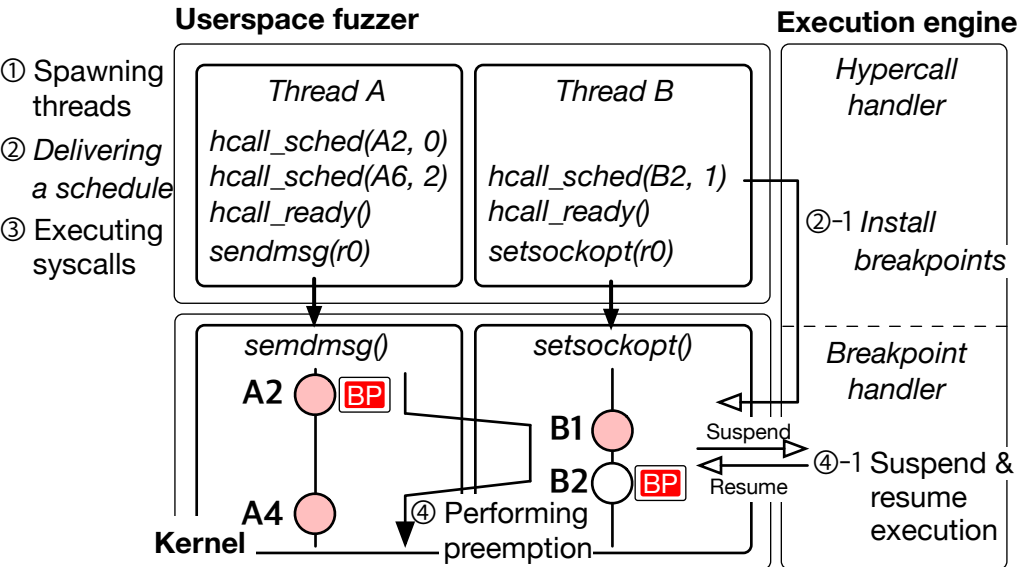 Userspace fuzzer
Execution engine
① Spawning
threads
② Delivering
a schedule
③ Executing
syscalls
Thread A
hcall_sched(A2, 0)
hcall_sched(A6, 2)
hcall_ready()
sendmsg(r0)
Thread B
hcall_sched(B2, 1)
hcall_ready()
setsockopt(r0)
Hypercall
handler
②-1 Install
breakpoints
semdmsg()
A2
BP
A4
Kernel
setsockopt()
B1
B2
BP
④ Performing
preemption
Breakpoint
handler
Suspend
Resume
④-1 Suspend &
resume
execution